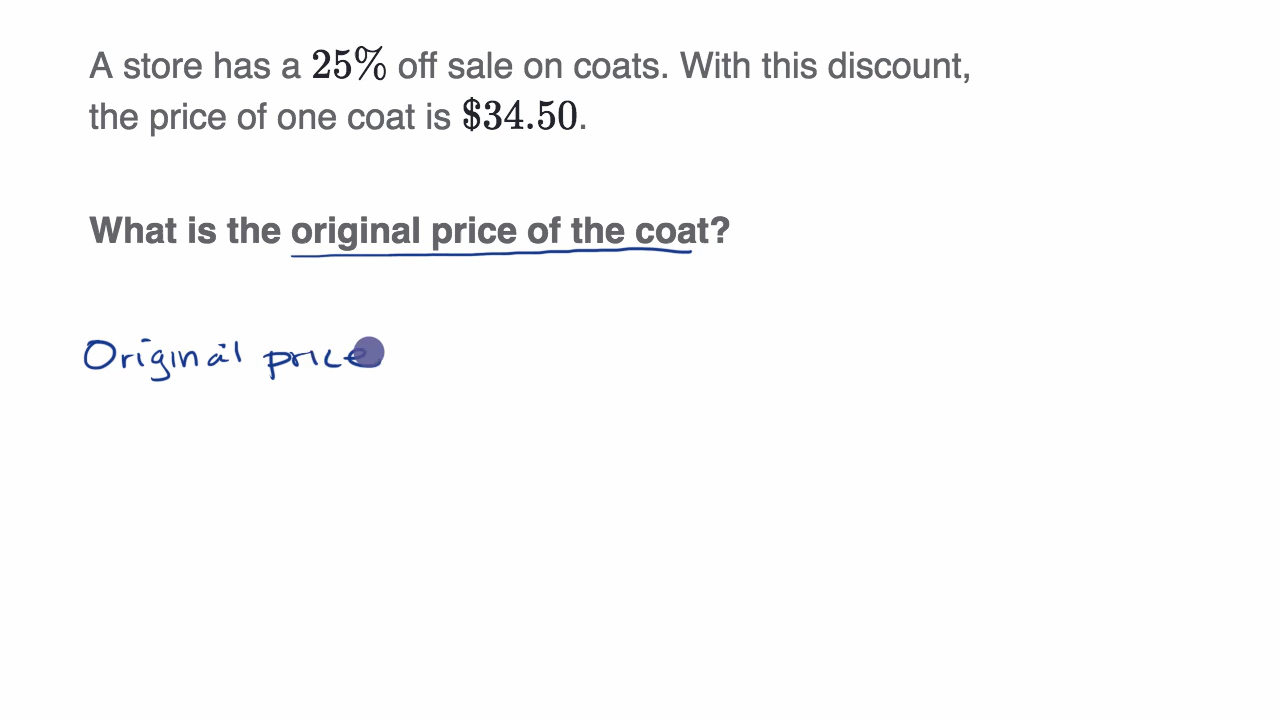 A store has a 25% off sale on coats. With this discount,
the price of one coat is $34.50.
What is the original price of the coat?
Original price